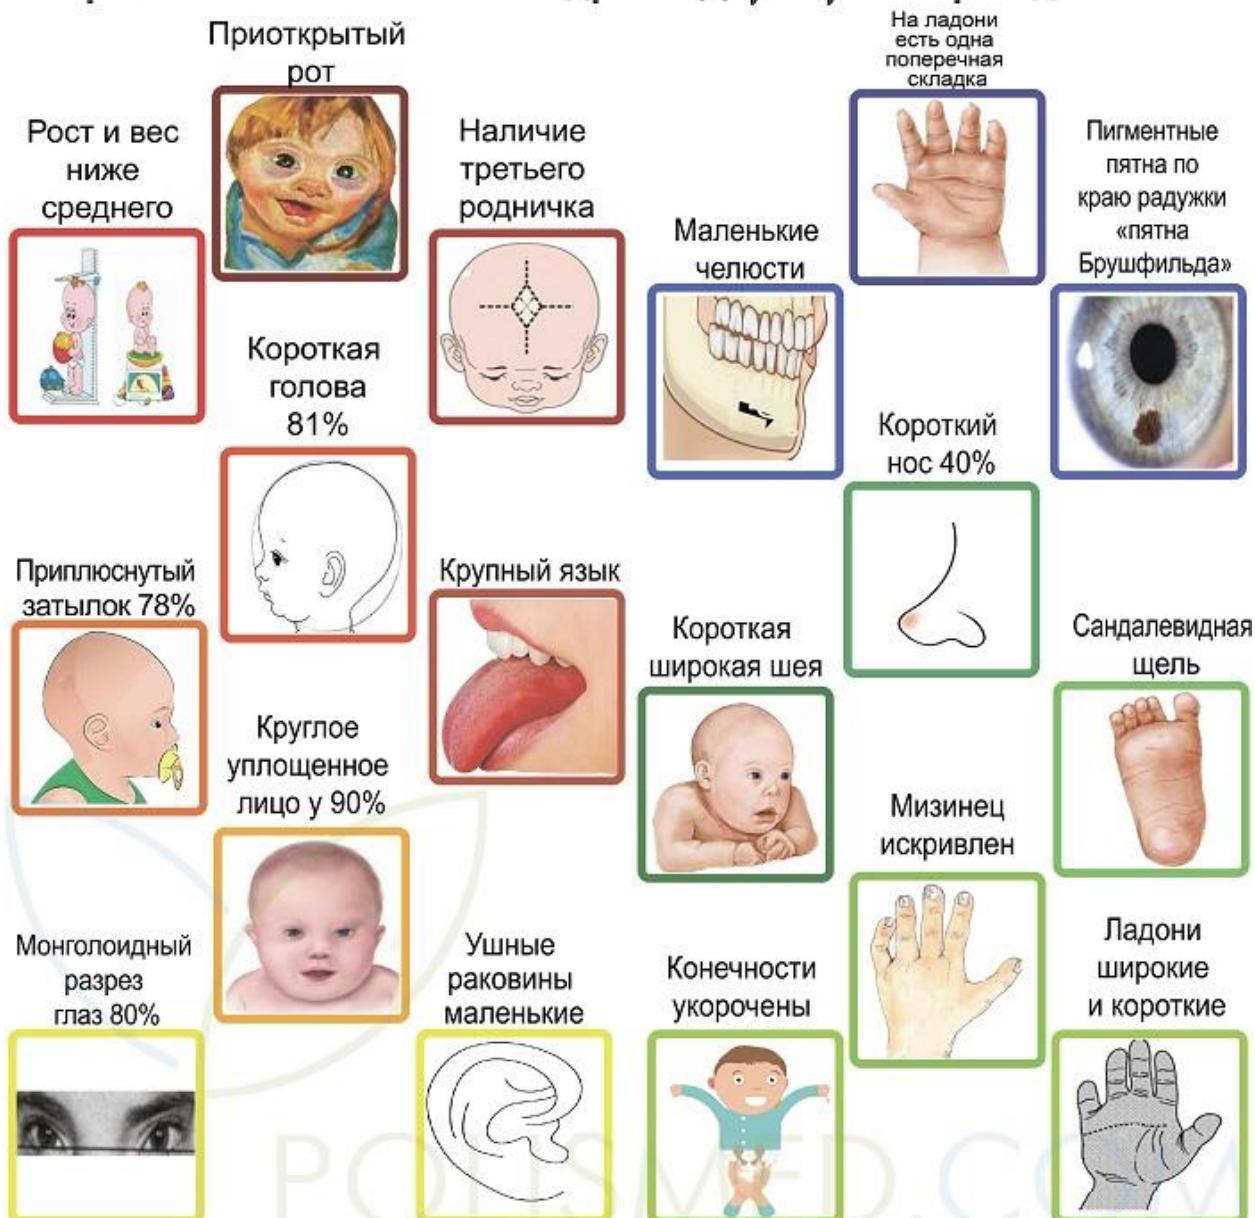 Приоткрытый
рот
На ладони
есть одна
поперечная
складка
Рост и вес
ниже
среднего
Наличие
третьего
родничка
Пигментные
пятна по
краю радужки
«пятна
Брушфильда»
Маленькие
челюсти
Короткая
голова
81%
Короткий
нос 40%
Приплюснутый
затылок 78%
Крупный язык
Короткая
широкая шея
Сандалевидная
щель
Круглое
уплощенное
лицо у 90%
Мизинец
искривлен
Монголоидный
разрез
глаз 80%
Ушные
раковины
маленькие
Конечности
укорочены
Ладони
широкие
и короткие
POLISMED.COM